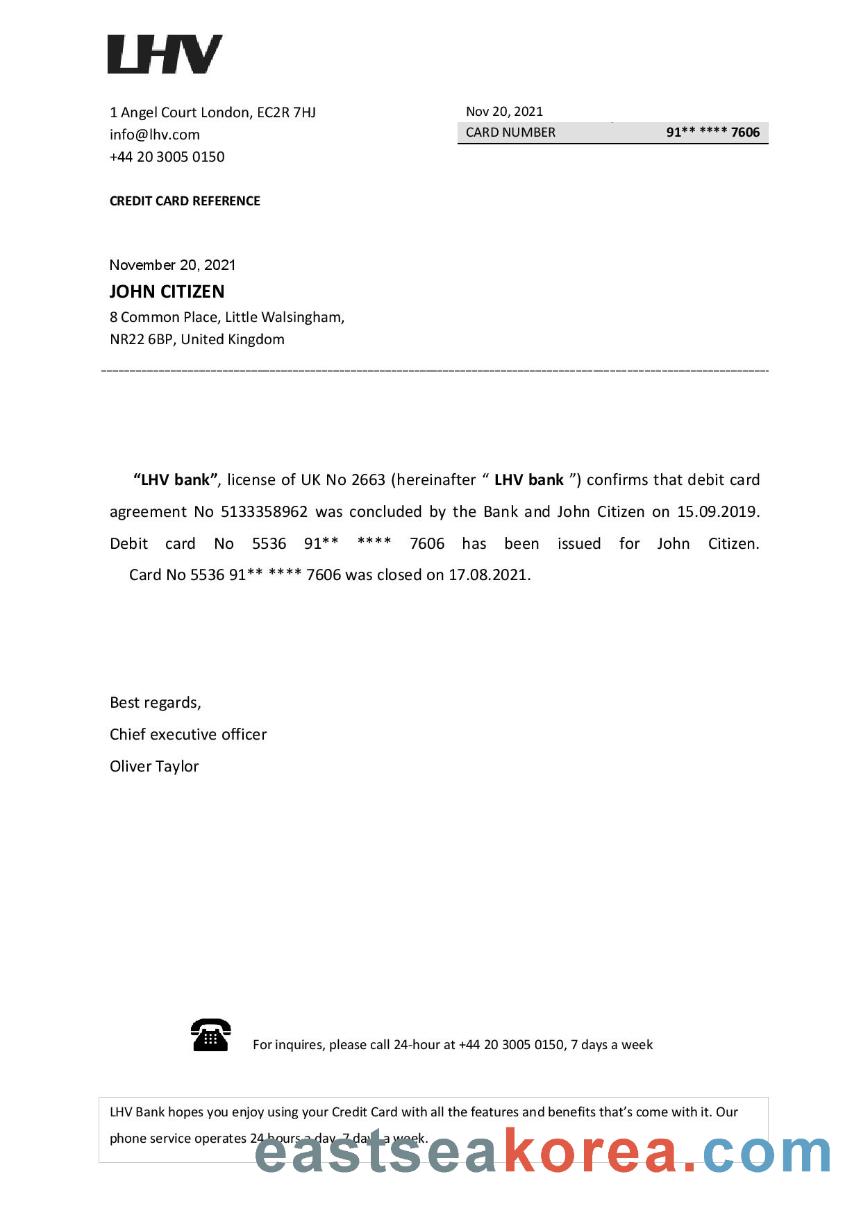 LHV
1 Angel Court London, EC2R 7HJ
info@lhv.com
+44 20 3005 0150
Nov 20, 2021
CARD NUMBER 91** **** 7606
CREDIT CARD REFERENCE
November 20, 2021
JOHN CITIZEN
8 Common Place, Little Walsingham,
NR22 6BP, United Kingdom
“LHV bank”, license of UK No 2663 (hereinafter “ LHV bank ”) confirms that debit card
agreement No 5133358962 was concluded by the Bank and John Citizen on 15.09.2019.
Debit card No 5536 91** **** 7606 has been issued for John Citizen.
Card No 5536 91** **** 7606 was closed on 17.08.2021.
Best regards,
Chief executive officer
Oliver Taylor
For inquires, please call 24-hour at +44 20 3005 0150, 7 days a week
LHV Bank hopes you enjoy using your Credit Card with all the features and benefits that’s come with it. Our
phone service operates 24 hours a day, 7 days a week.
eastseakorea.com